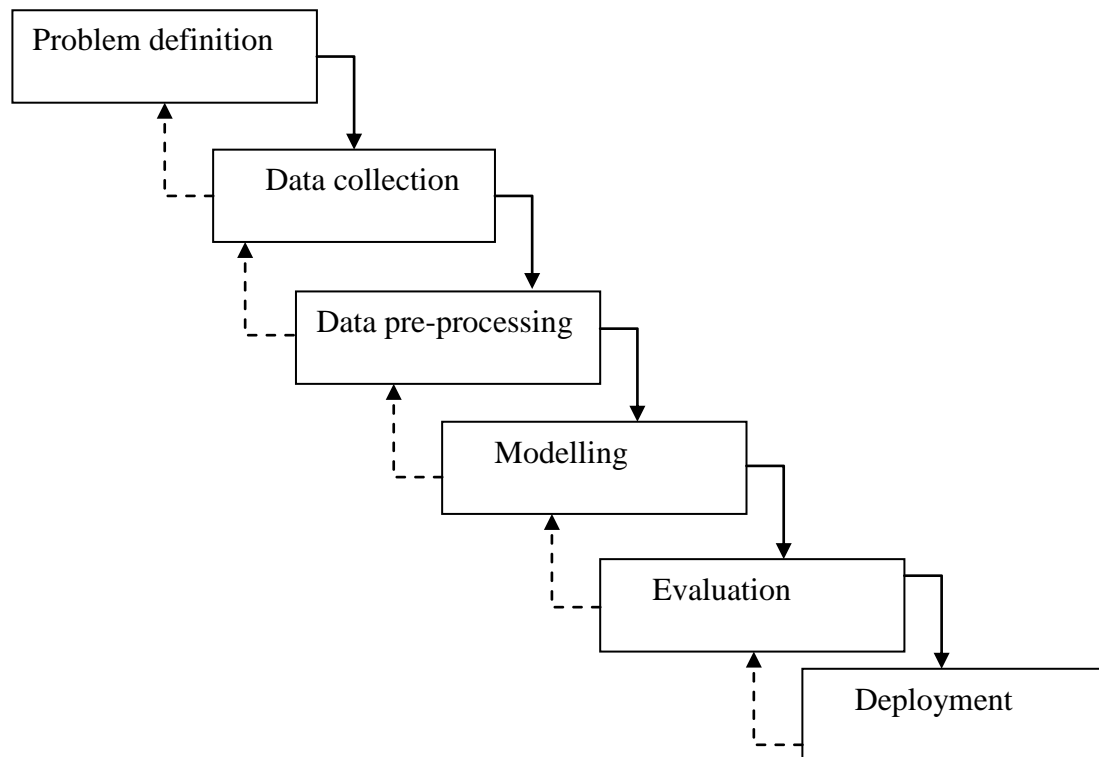 Problem definition
Data collection
Data pre-processing
Modelling
Evaluation
Deployment